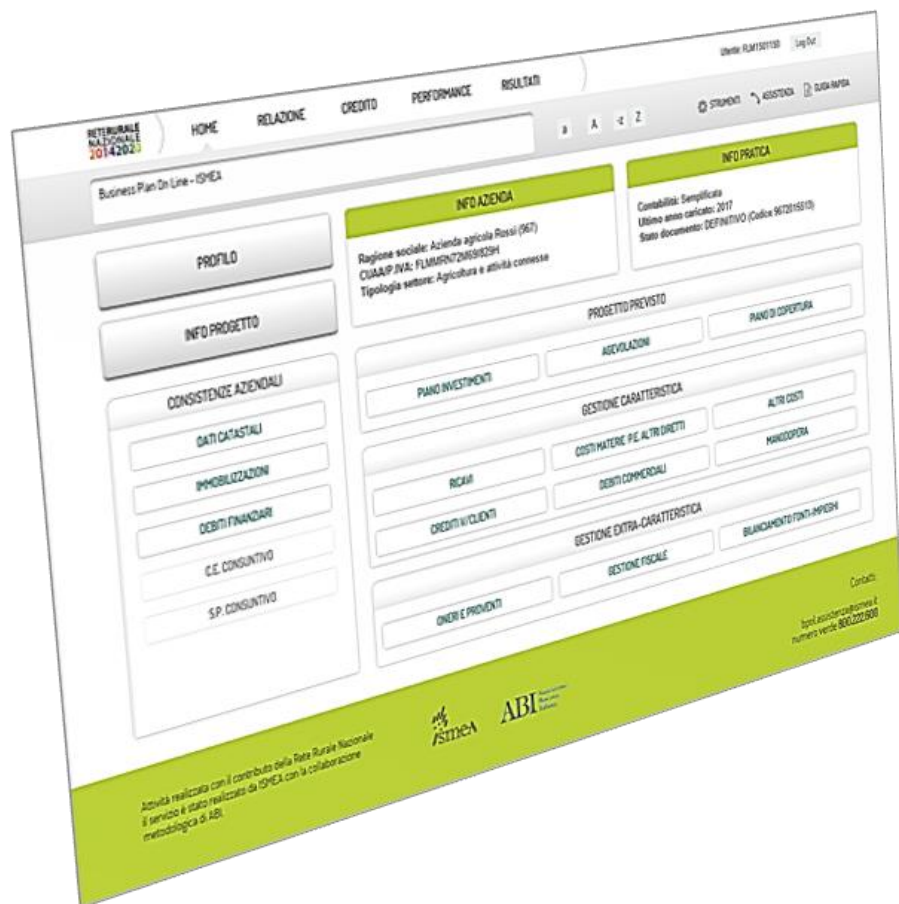 Utente: FLM1501150 Log Out
RETERURALE
NAZIONALE
20142020
HOME RELAZIONE CREDITO PERFORMANCE RISULTATI
Business Plan On Line - ISMEA
a A Z
STRUMENTI ASSISTENZA GUIDA RAPIDA
PROFILO
INFO PROGETTO
CONSISTENZE AZIENDALI
DATI CATASTALI
IMMOBILIZZAZIONI
DEBITI FINANZIARI
C.E. CONSUNTIVO
S.P. CONSUNTIVO
INFO AZIENDA
Ragione sociale: Azienda agricola Rossi (967)
CUAA/P.IVA:
Tipologia settore: Agricoltura e attività connesse
INFO PRATICA
Contabilità: Semplificata
Ultimo anno caricato: 2017
Stato documento: DEFINITIVO (Codice
PROGETTO PREVISTO
PIANO INVESTIMENTI AGEVOLAZIONI PIANO DI COPERTURA
GESTIONE CARATTERISTICA
RICAVI COSTI MATERIE P.E. ALTRI DIRETTI ALTRI COSTI
CREDITI V/CLIENTI DEBITI COMMERCIALI MANODOPERA
GESTIONE EXTRA-CARATTERISTICA
ONERI E PROVENTI GESTIONE FISCALE BILANCIAMENTO FONTI-IMPIEGHI
Attività realizzata con il contributo della Rete Rurale Nazionale
il servizio è stato realizzato da ISMEA con la collaborazione
metodologica di ABI.
ismea
ABI
Contatti:
bpol.assistenza@ismea.it
numero verde 800.222.600